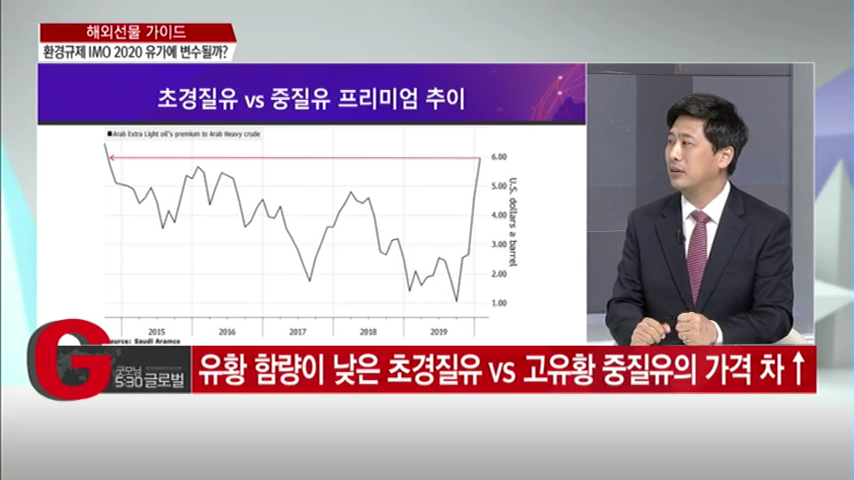 해외선물 가이드
환경규제 IMO 2020 유가에 변수될까?
초경질유 vs 중질유 프리미엄 추이
Arab Extra Light oil's premium to Arab Heavy crude
6.00
5.00
4.00
3.00
2.00
1.00
U.S. dollars a barrel
2015
2016
2017
2018
2019
ource: Saudi Aramco
G
굿모닝
5:30 글로벌
유황 함량이 낮은 초경질유 vs 고유황 중질유의 가격 차↑